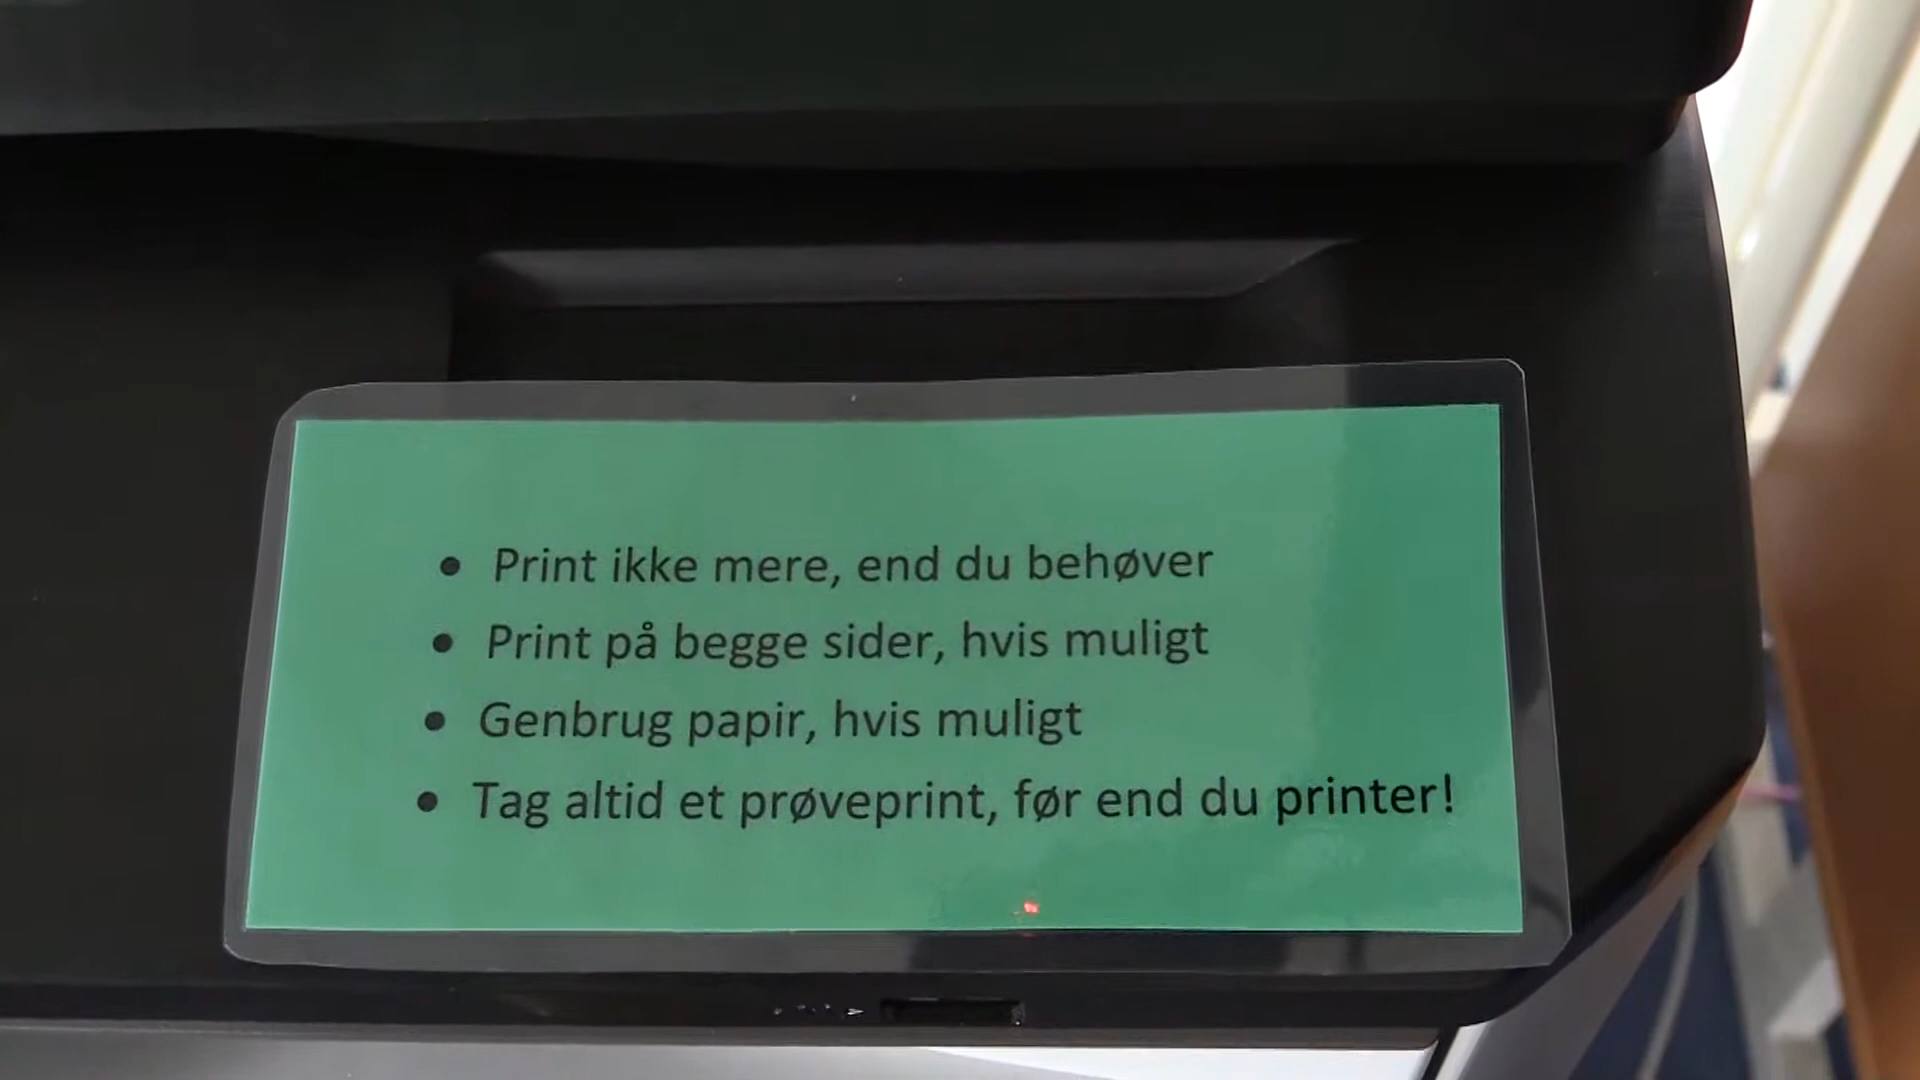 • Print ikke mere, end du behøver
• Print på begge sider, hvis muligt
• Genbrug papir, hvis muligt
• Tag altid et prøveprint, før end du printer!